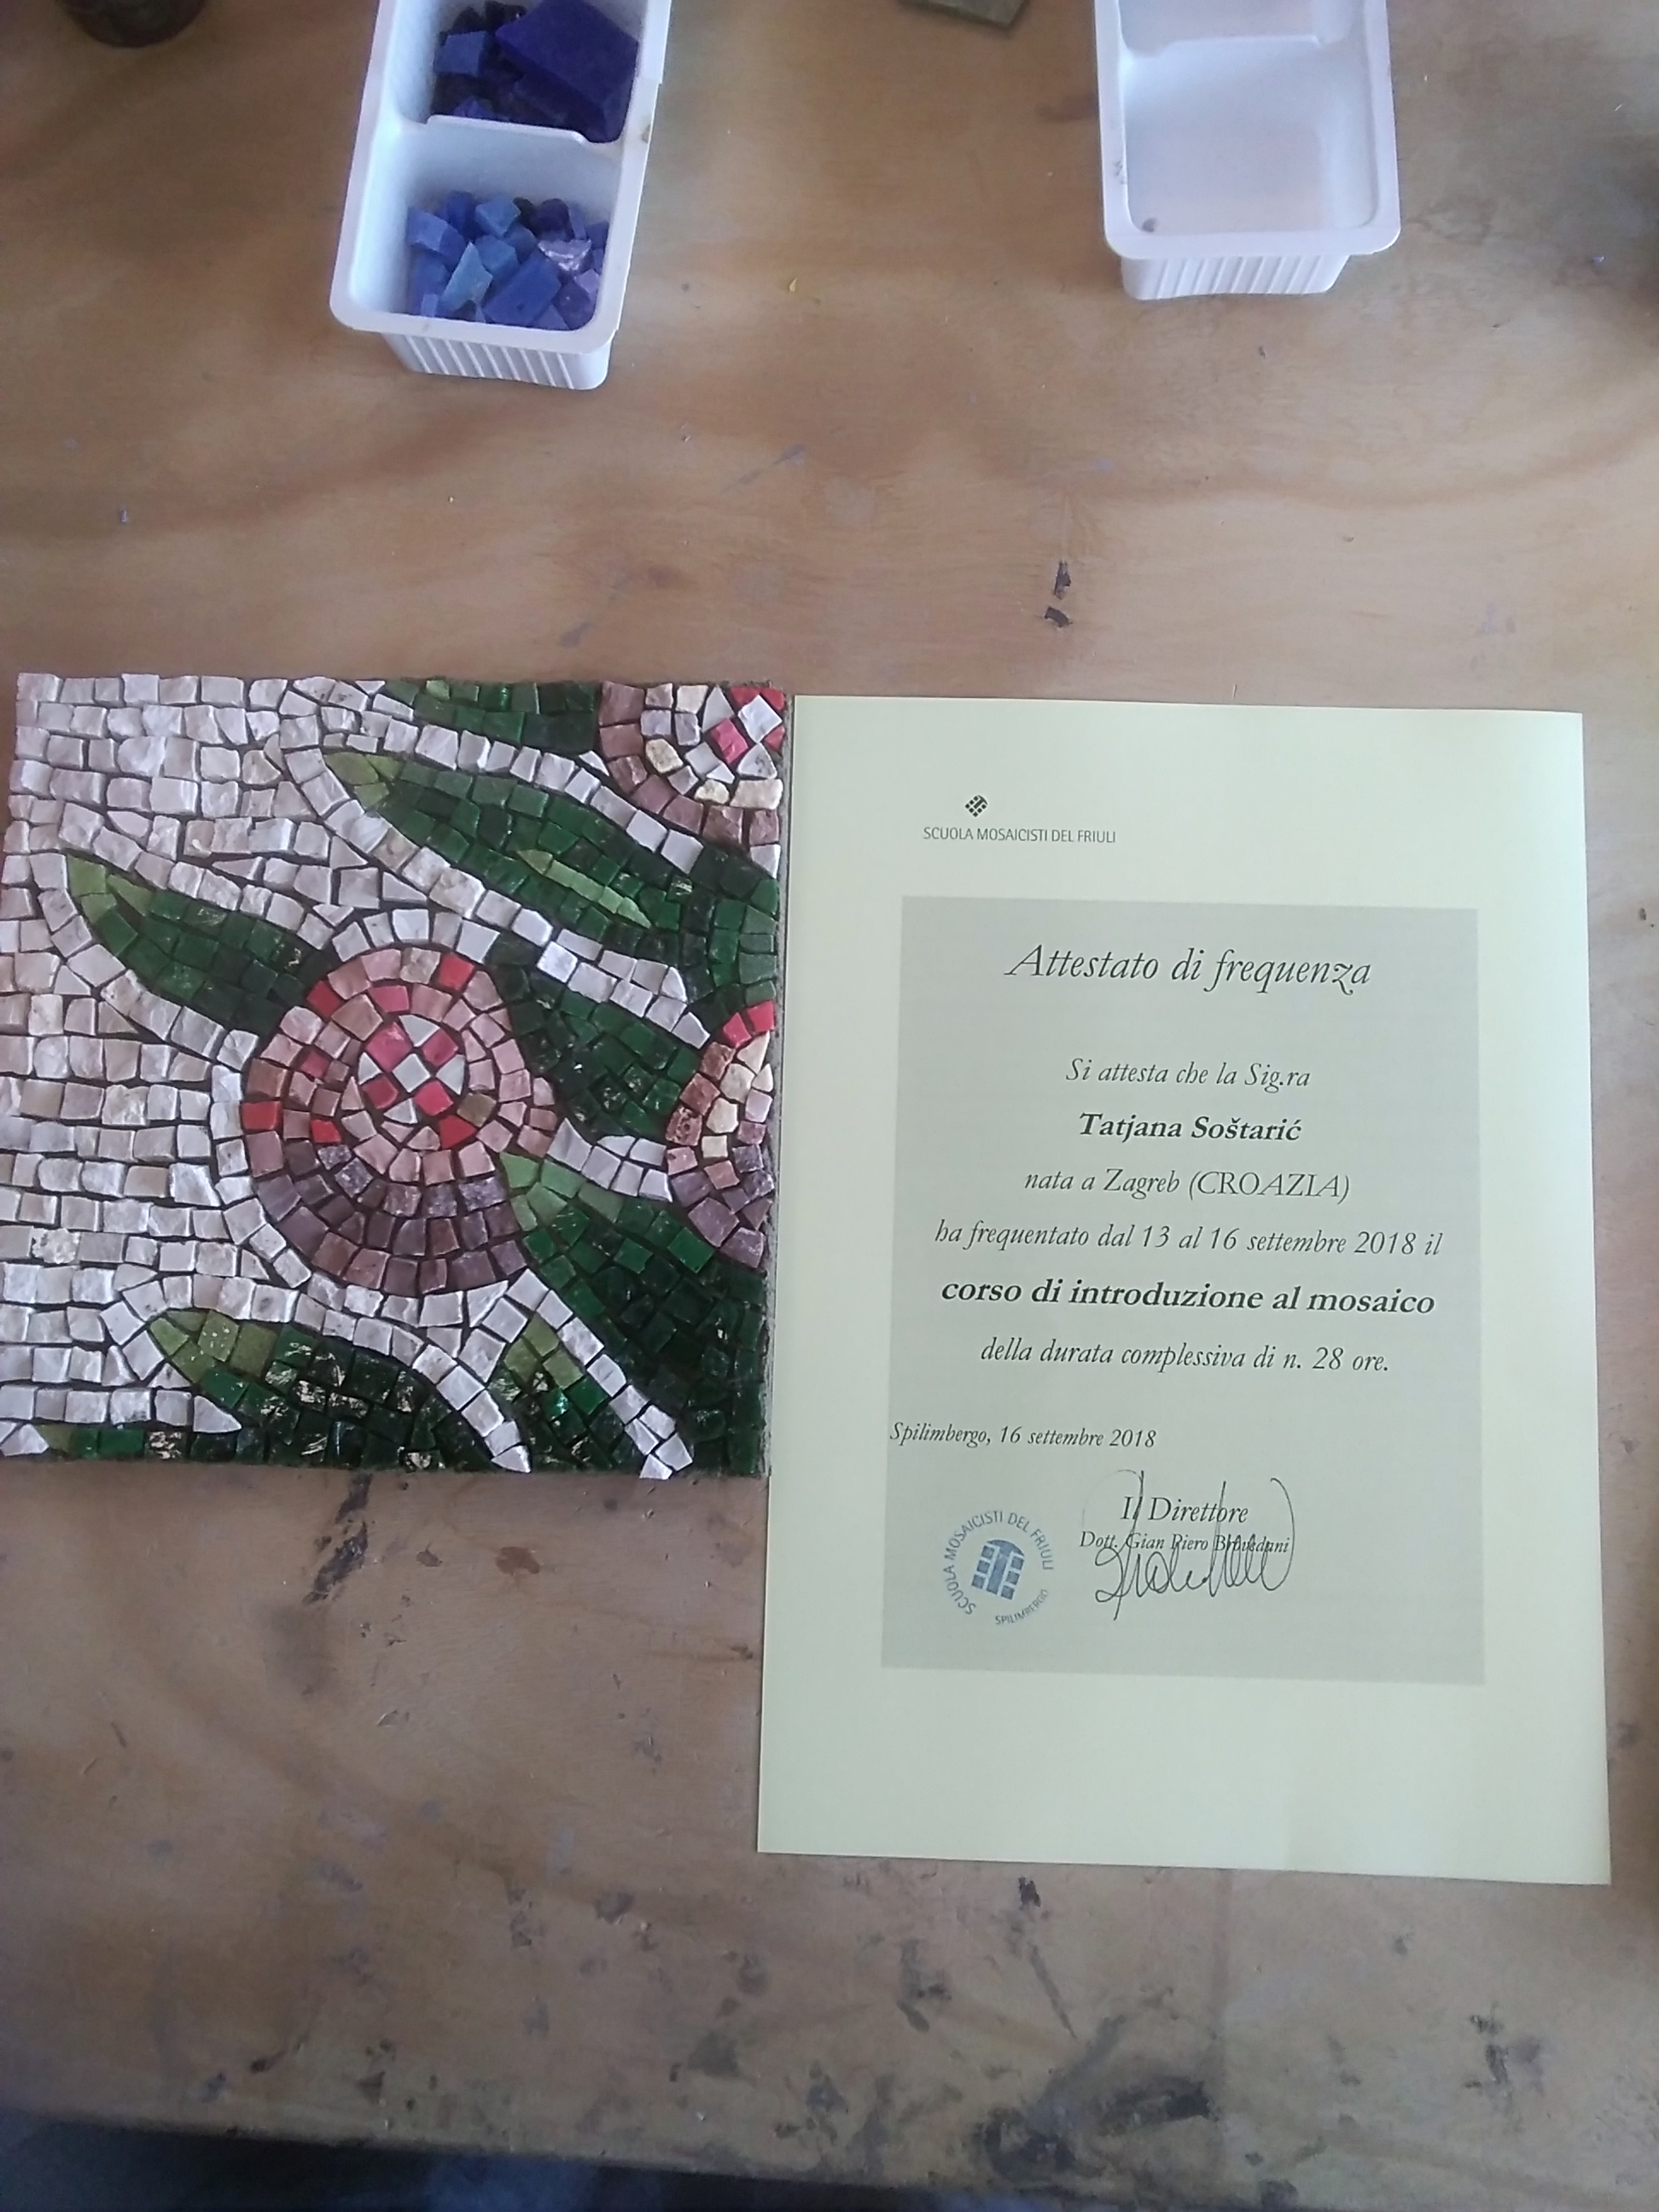 SCUOLA MOSAICISTI DEL FRIULI
Attestato di frequenza
Si attesta che la Sig.ra
Tatjana Soštarić
nata a Zagreb (CROAZIA)
ha frequentato dal 13 al 16 settembre 2018 il
corso di introduzione al mosaico
della durata complessiva di n. 28 ore.
Spilimbergo, 16 settembre 2018
Il Direttore
Dott. Gian Piero Brovedani
SCUOLA MOSAICISTI DEL FRIULI
SPILIMBERGO